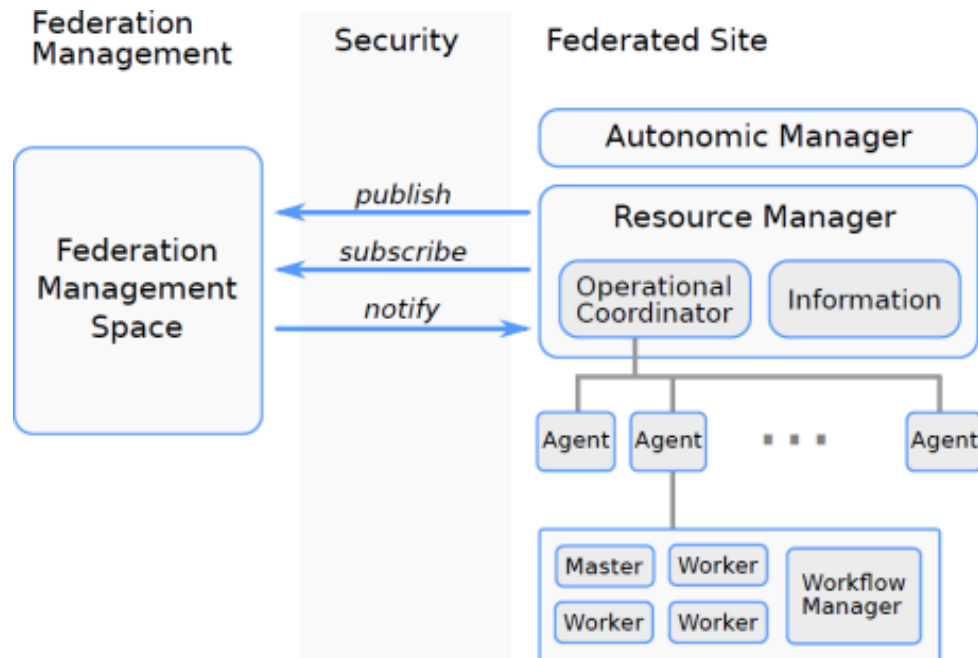 Federation
Management
Security
Federated Site
Autonomic Manager
publish
subscribe
notify
Federation
Management
Space
Resource Manager
Operational
Coordinator
Information
Agent
Agent
Agent
Master
Worker
Worker
Worker
Workflow
Manager